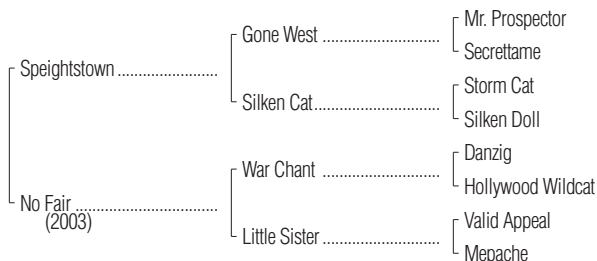 Mr. Prospector
Gone West ..............................
Secrettame
Speightstown .........................
Storm Cat
Silken Cat................................
Silken Doll
Danzig
War Chant ..............................
Hollywood Wildcat
No Fair ....................................
(2003)
Valid Appeal
Little Sister ..............................
Mepache